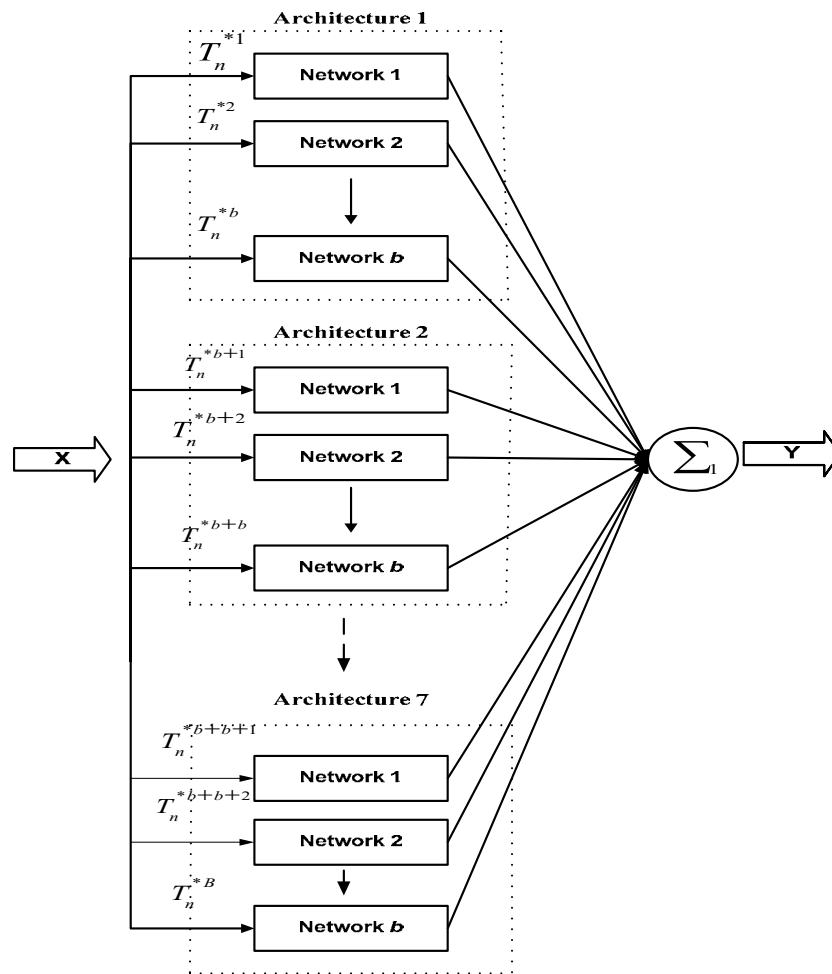 Architecture 1
T_n^{*1}
Network 1
T_n^{*2}
Network 2
T_n^{*b}
Network b
Architecture 2
T_n^{*b+1}
Network 1
T_n^{*b+2}
Network 2
X
Σ_1
Y
T_n^{*b+b}
Network b
Architecture 7
T_n^{*b+b+1}
Network 1
T_n^{*b+b+2}
Network 2
T_n^{*B}
Network b